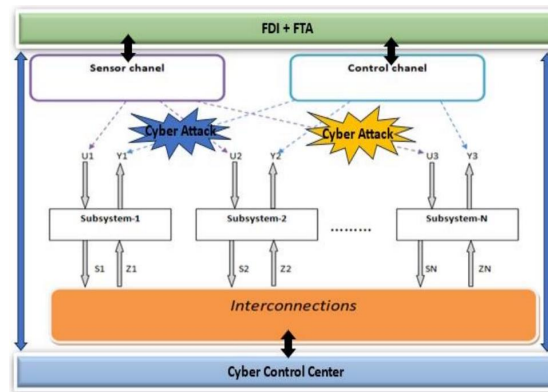 FDI + FTA
Sensor chanel
Control chanel
Cyber Attack
Cyber Attack
U1
Y1
U2
Y2
U3
Y3
Subsystem-1
Subsystem-2
.........
Subsystem-N
S1
Z1
S2
Z2
SN
ZN
Interconnections
Cyber Control Center